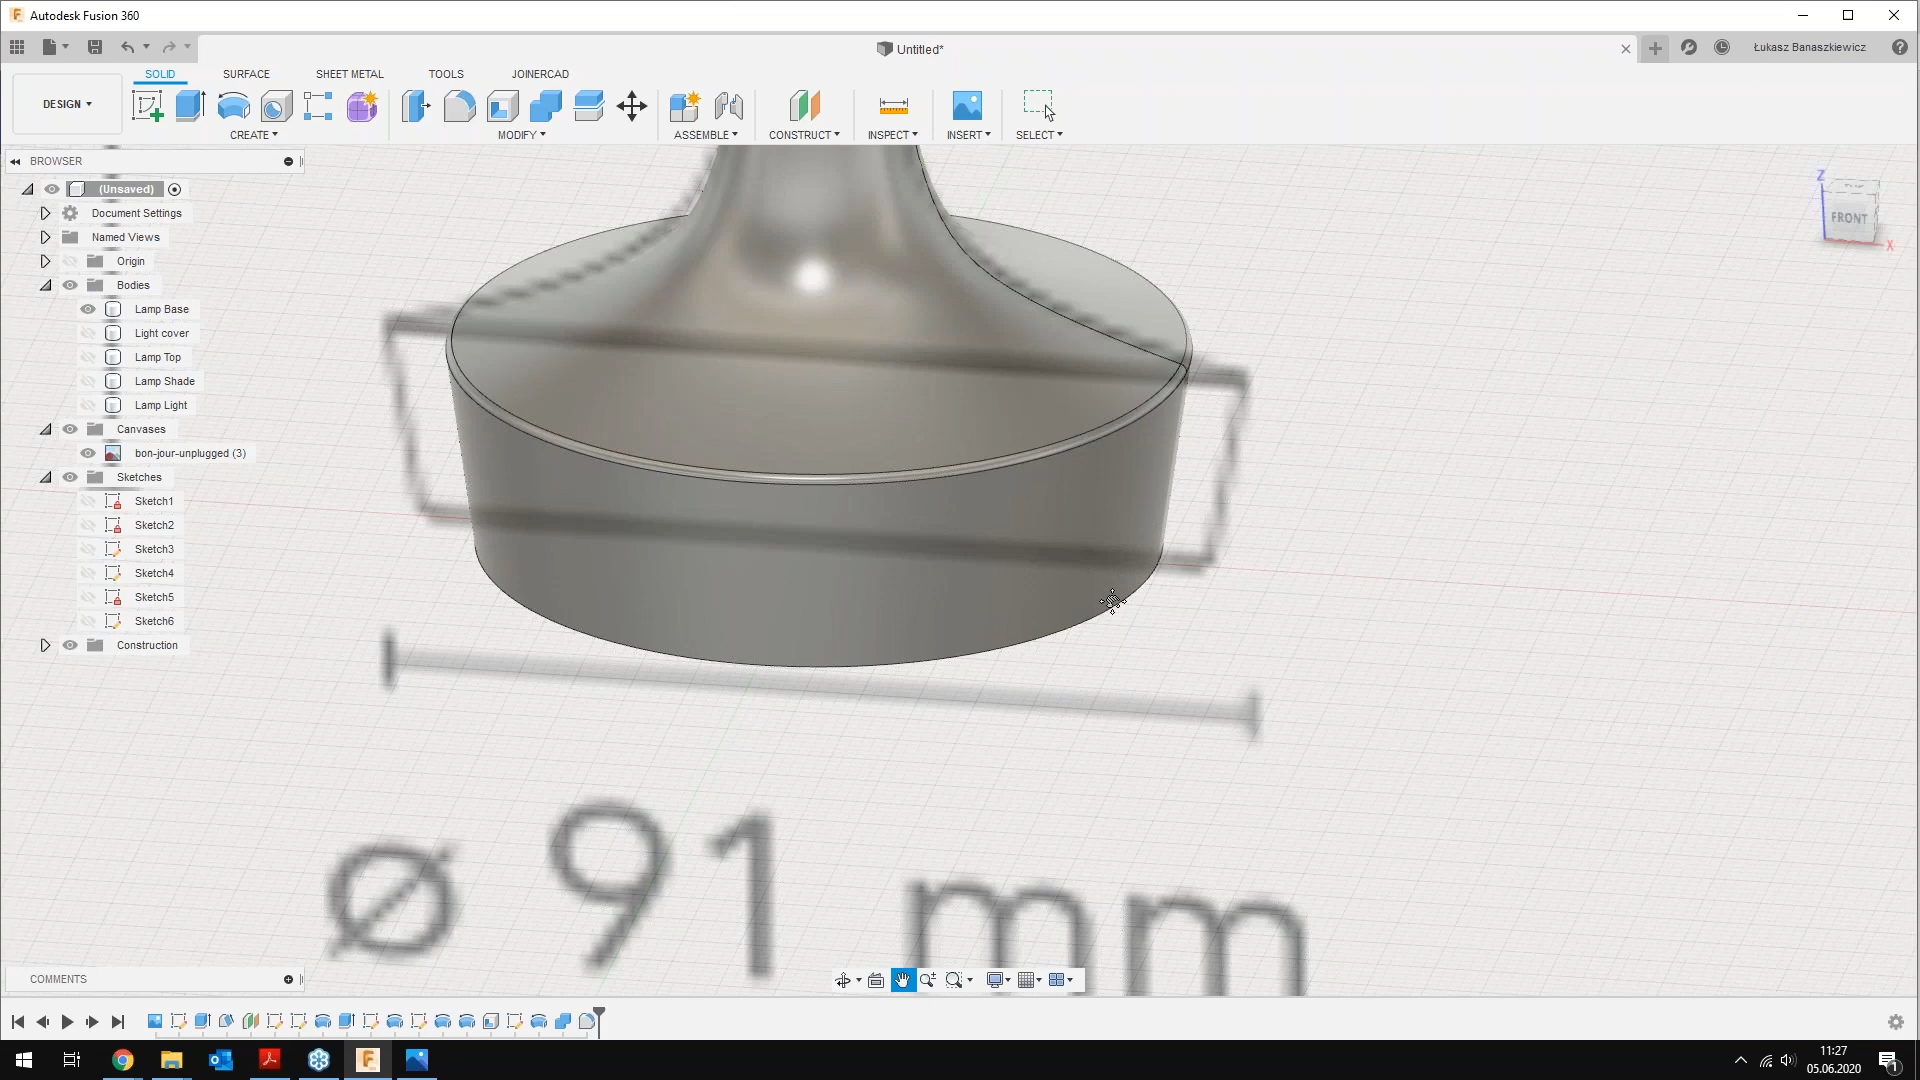 Autodesk Fusion 360
Untitled*
Łukasz Banaszkiewicz
DESIGN
SOLID SURFACE SHEET METAL TOOLS JOINERCAD
CREATE MODIFY ASSEMBLE CONSTRUCT INSPECT INSERT SELECT
BROWSER
(Unsaved)
Document Settings
Named Views
Origin
Bodies
Lamp Base
Light cover
Lamp Top
Lamp Shade
Lamp Light
Canvases
bon-jour-unplugged (3)
Sketches
Sketch1
Sketch2
Sketch3
Sketch4
Sketch5
Sketch6
Construction
Z
FRONT
X
ø 91 mm
COMMENTS
11:27
05.06.2020
1